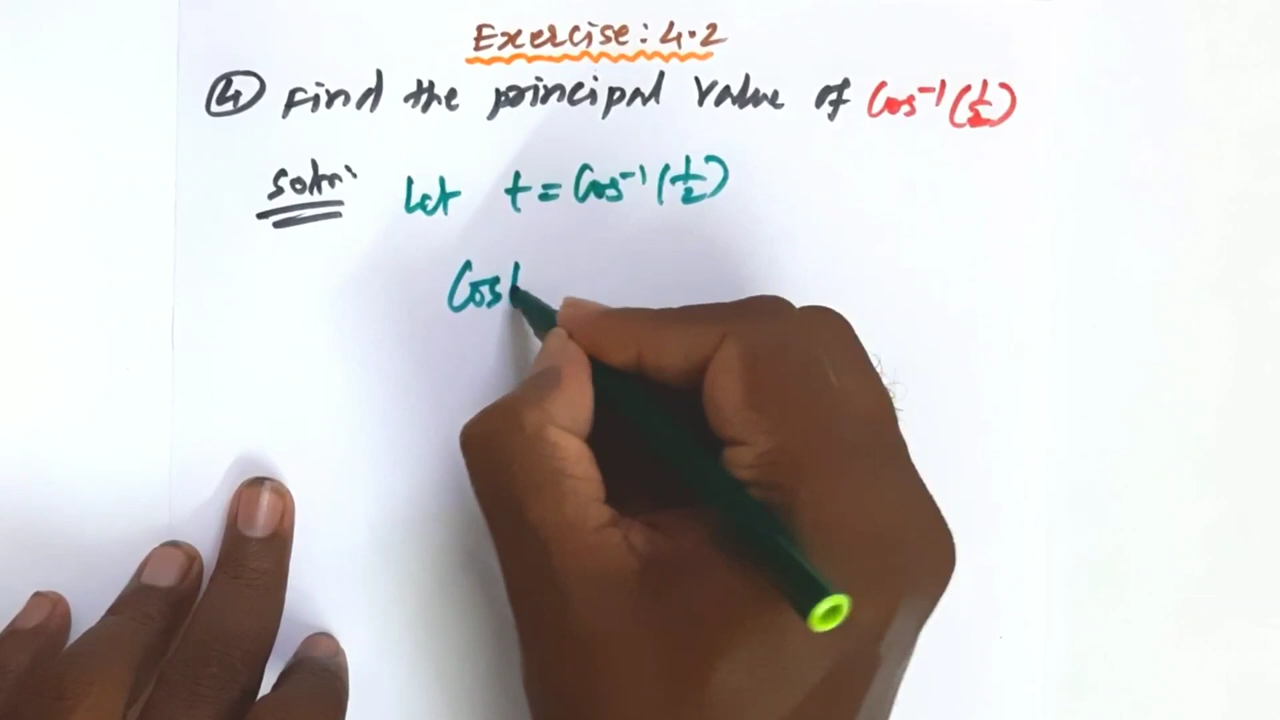 Exercise: 4.2
④ Find the principal value of Cos⁻¹(1/2)
Soln: Let t = Cos⁻¹(1/2)
Cos